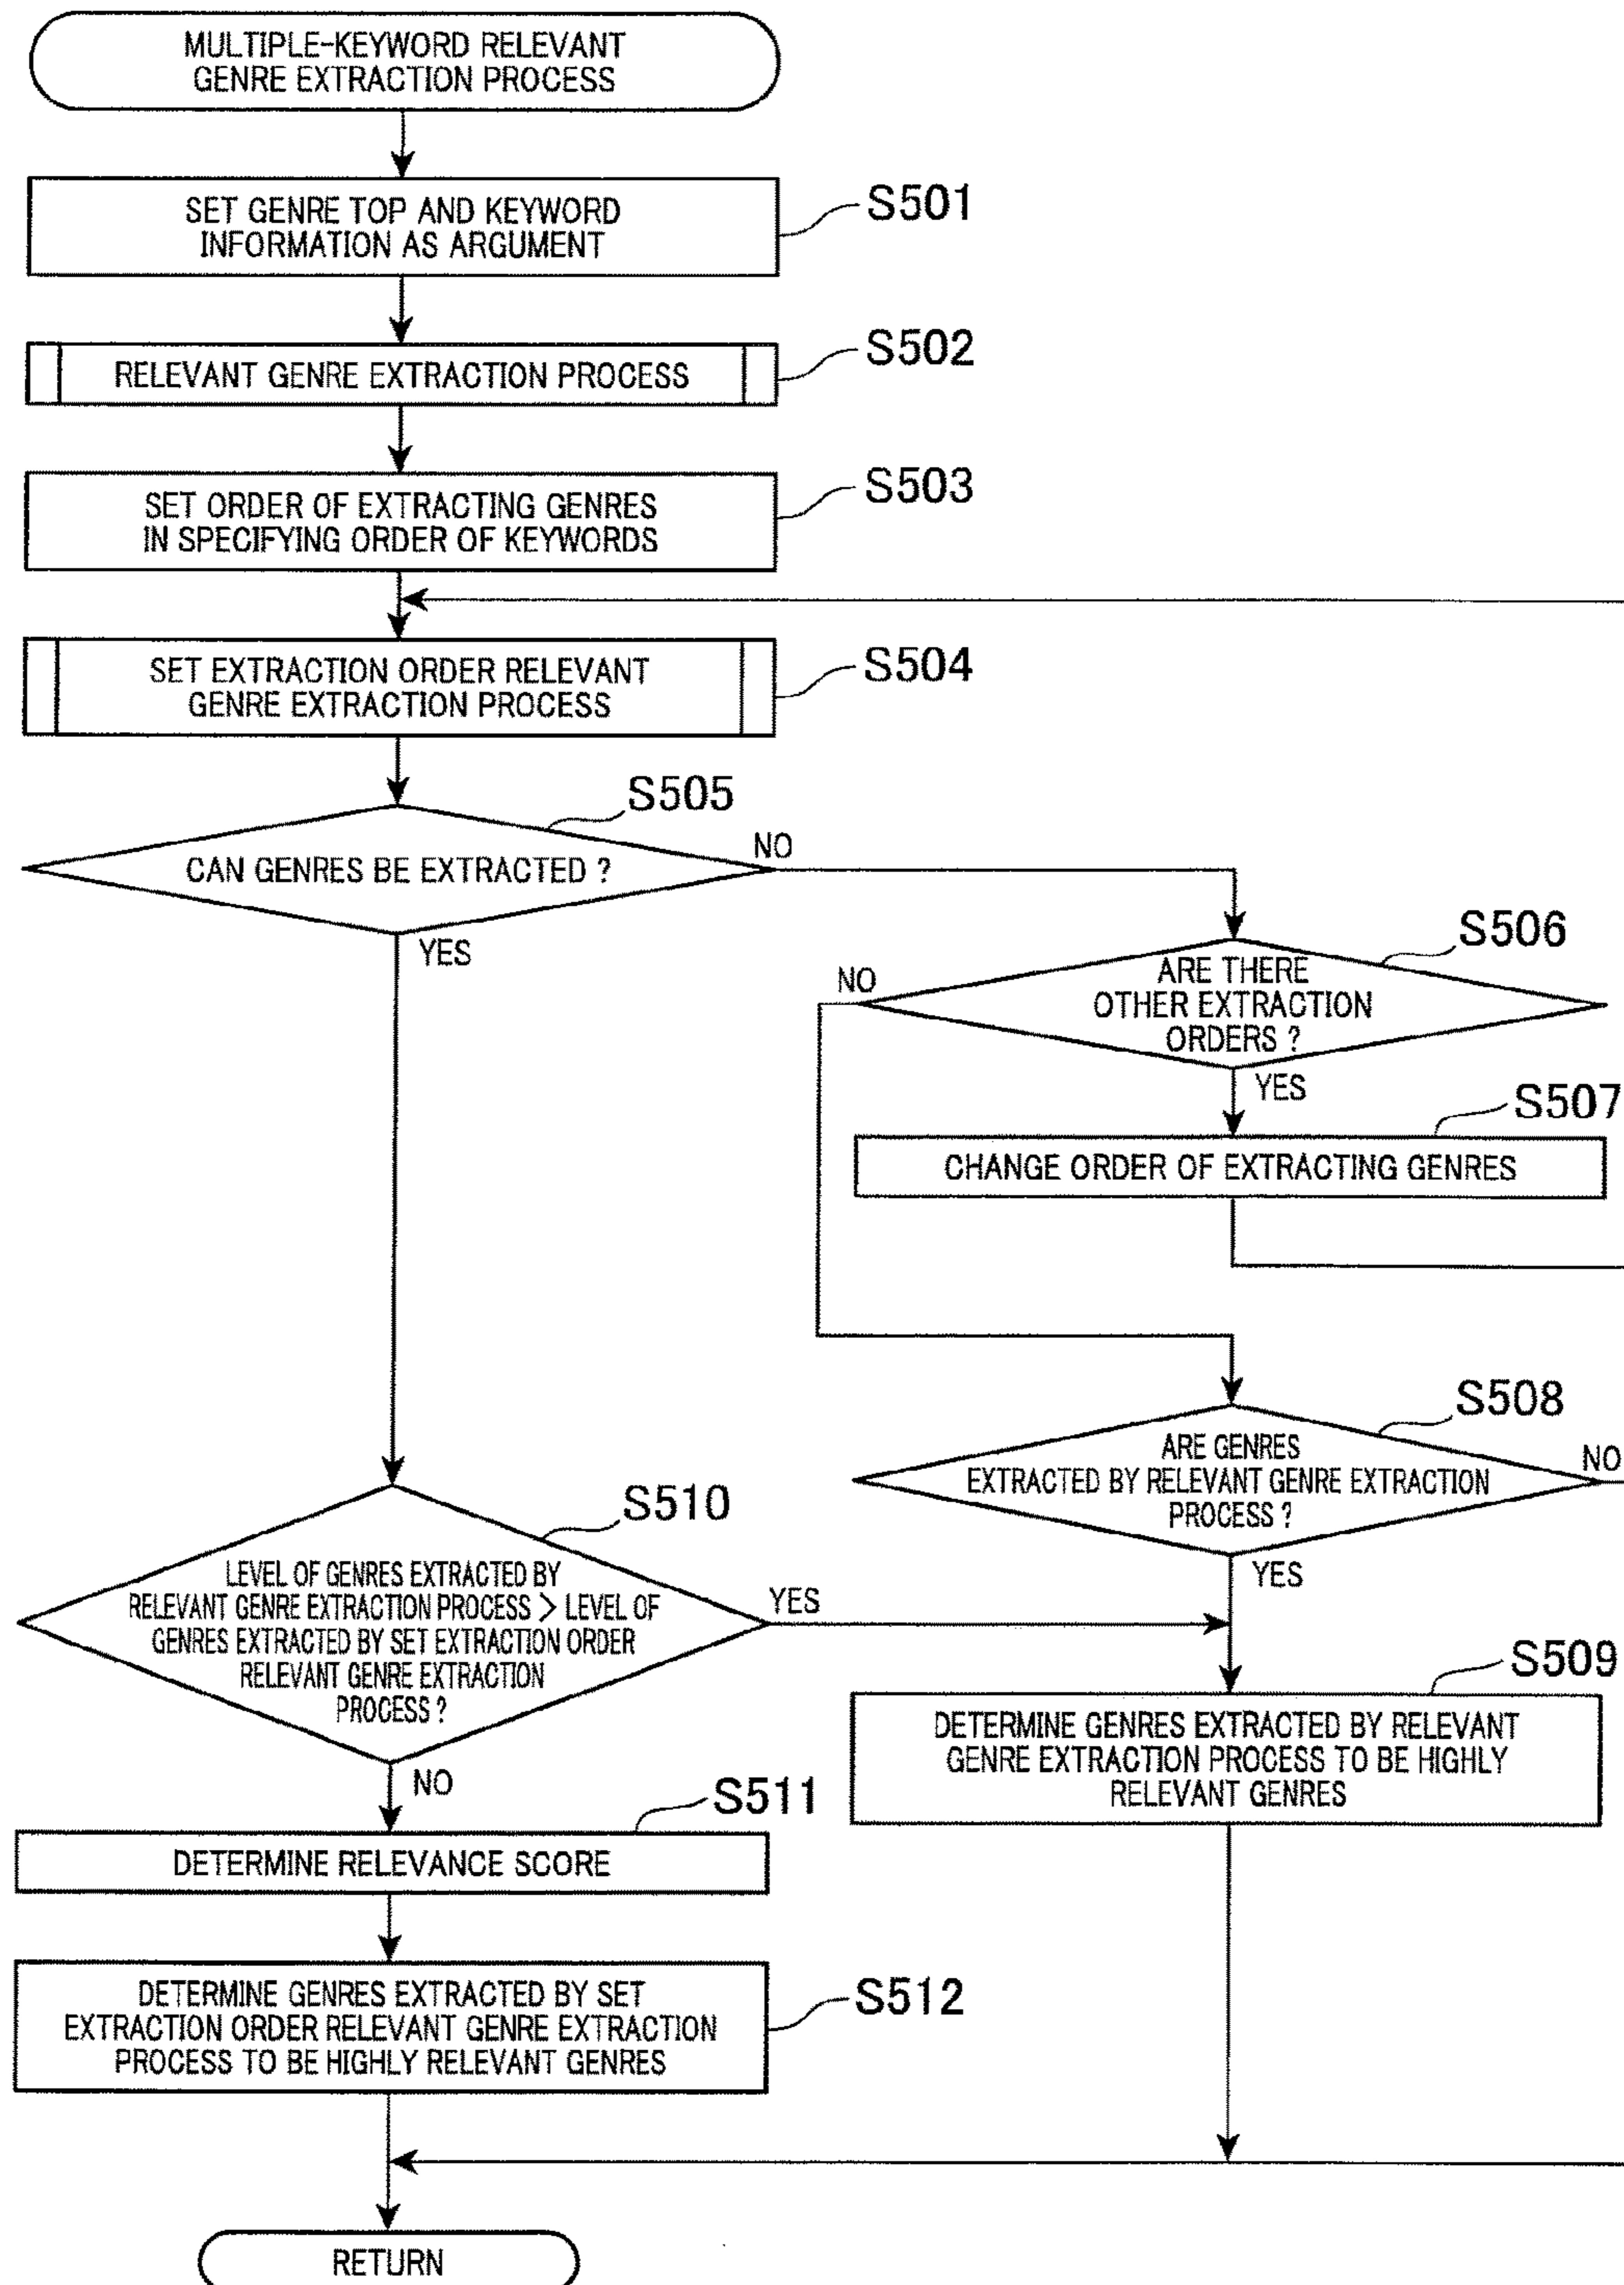 MULTIPLE-KEYWORD RELEVANT
GENRE EXTRACTION PROCESS
SET GENRE TOP AND KEYWORD
INFORMATION AS ARGUMENT
S501
RELEVANT GENRE EXTRACTION PROCESS
S502
SET ORDER OF EXTRACTING GENRES
IN SPECIFYING ORDER OF KEYWORDS
S503
SET EXTRACTION ORDER RELEVANT
GENRE EXTRACTION PROCESS
S504
S505
CAN GENRES BE EXTRACTED ?
NO
YES
S506
NO
ARE THERE
OTHER EXTRACTION
ORDERS ?
YES
S507
CHANGE ORDER OF EXTRACTING GENRES
S508
ARE GENRES
EXTRACTED BY RELEVANT GENRE EXTRACTION
PROCESS ?
NO
YES
S510
LEVEL OF GENRES EXTRACTED BY
RELEVANT GENRE EXTRACTION PROCESS > LEVEL OF
GENRES EXTRACTED BY SET EXTRACTION ORDER
RELEVANT GENRE EXTRACTION
PROCESS ?
YES
NO
S509
DETERMINE GENRES EXTRACTED BY RELEVANT
GENRE EXTRACTION PROCESS TO BE HIGHLY
RELEVANT GENRES
S511
DETERMINE RELEVANCE SCORE
DETERMINE GENRES EXTRACTED BY SET
EXTRACTION ORDER RELEVANT GENRE EXTRACTION
PROCESS TO BE HIGHLY RELEVANT GENRES
S512
RETURN